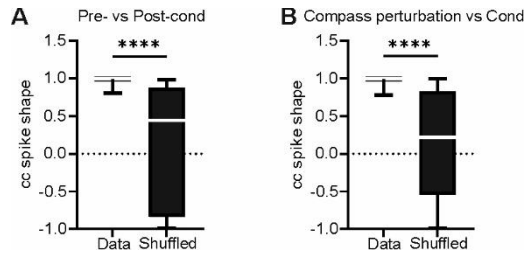 A Pre- vs Post-cond
****
cc spike shape
1.5
1.0
0.5
0.0
-0.5
-1.0
Data Shuffled
B Compass perturbation vs Cond
****
cc spike shape
1.5
1.0
0.5
0.0
-0.5
-1.0
Data Shuffled